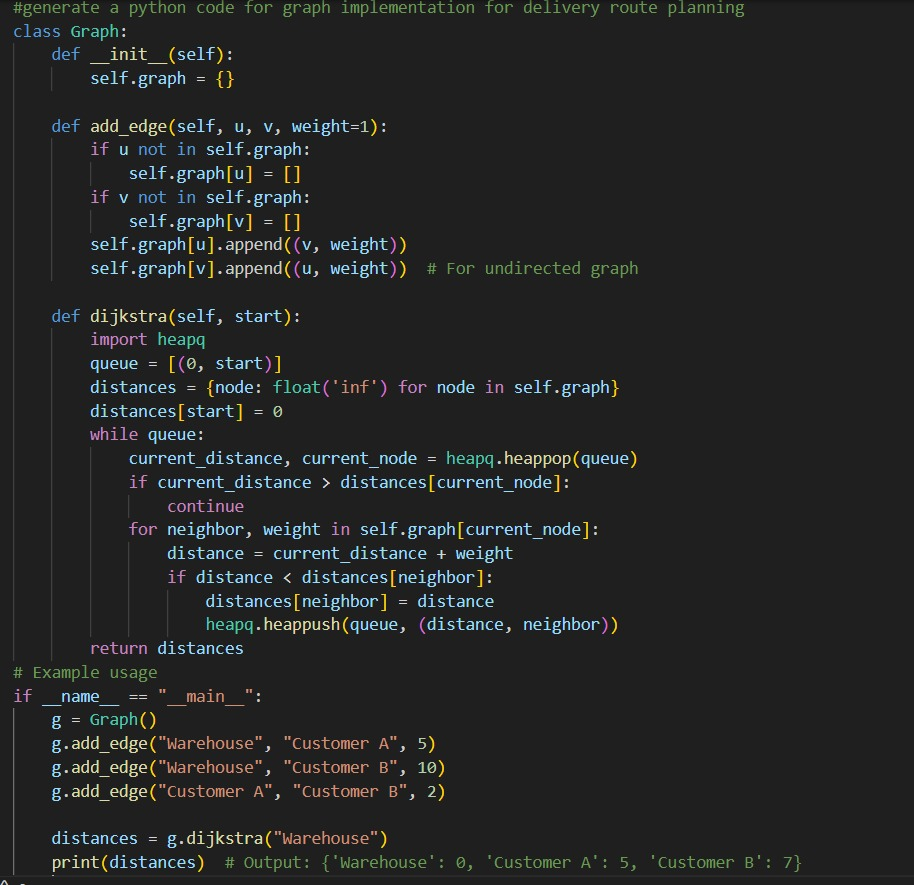 #generate a python code for graph implementation for delivery route planning
class Graph:
    def __init__(self):
        self.graph = {}

    def add_edge(self, u, v, weight=1):
        if u not in self.graph:
            self.graph[u] = []
        if v not in self.graph:
            self.graph[v] = []
        self.graph[u].append((v, weight))
        self.graph[v].append((u, weight))  # For undirected graph

    def dijkstra(self, start):
        import heapq
        queue = [(0, start)]
        distances = {node: float('inf') for node in self.graph}
        distances[start] = 0
        while queue:
            current_distance, current_node = heapq.heappop(queue)
            if current_distance > distances[current_node]:
                continue
            for neighbor, weight in self.graph[current_node]:
                distance = current_distance + weight
                if distance < distances[neighbor]:
                    distances[neighbor] = distance
                    heapq.heappush(queue, (distance, neighbor))
        return distances
# Example usage
if __name__ == "__main__":
    g = Graph()
    g.add_edge("Warehouse", "Customer A", 5)
    g.add_edge("Warehouse", "Customer B", 10)
    g.add_edge("Customer A", "Customer B", 2)

    distances = g.dijkstra("Warehouse")
    print(distances)  # Output: {'Warehouse': 0, 'Customer A': 5, 'Customer B': 7}